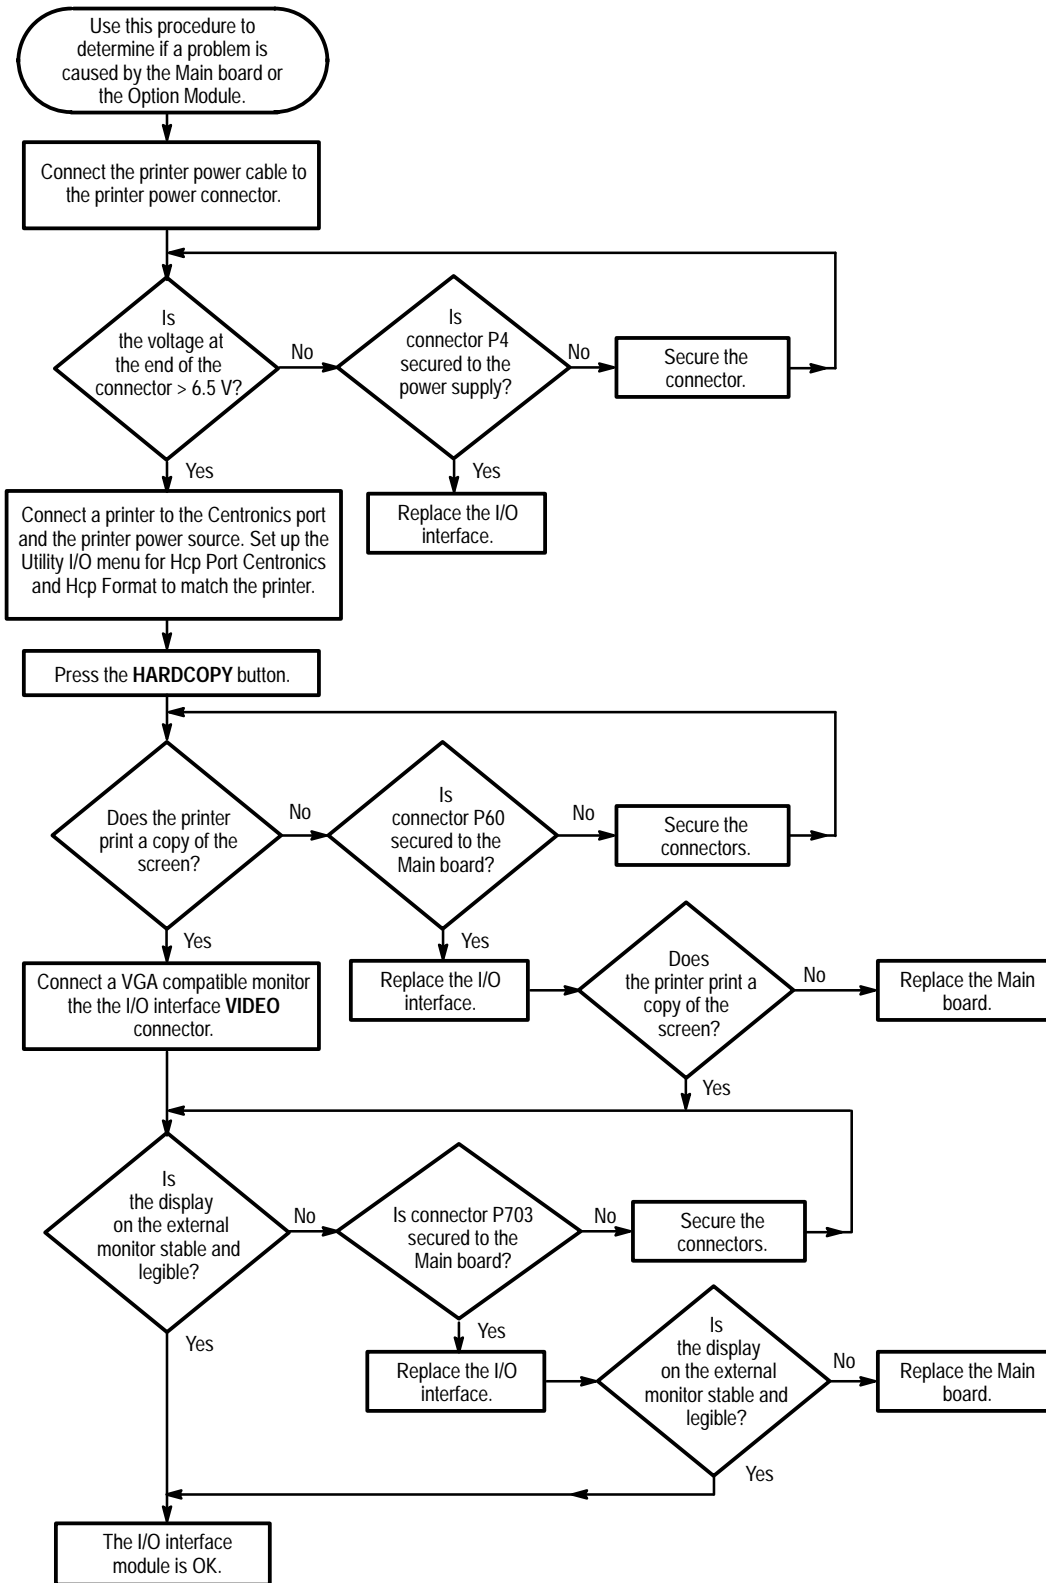 Use this procedure to
determine if a problem is
caused by the Main board or
the Option Module.
Connect the printer power cable to
the printer power connector.
Is
the voltage at
the end of the
connector > 6.5 V?
No
Is
connector P4
secured to the
power supply?
No
Secure the
connector.
Yes
Yes
Connect a printer to the Centronics port
and the printer power source. Set up the
Utility I/O menu for Hcp Port Centronics
and Hcp Format to match the printer.
Replace the I/O
interface.
Press the HARDCOPY button.
Does the printer
print a copy of the
screen?
No
Is
connector P60
secured to the
Main board?
No
Secure the
connectors.
Yes
Yes
Connect a VGA compatible monitor
the the I/O interface VIDEO
connector.
Replace the I/O
interface.
Does
the printer print a
copy of the
screen?
No
Replace the Main
board.
Yes
Is
the display
on the external
monitor stable and
legible?
No
Is connector P703
secured to the
Main board?
No
Secure the
connectors.
Yes
Yes
Replace the I/O
interface.
Is
the display
on the external
monitor stable and
legible?
No
Replace the Main
board.
Yes
The I/O interface
module is OK.